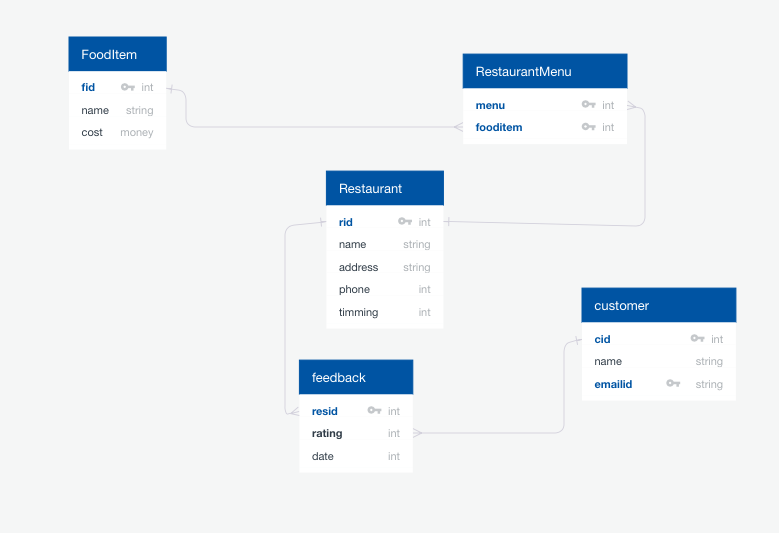 FoodItem
fid int
name string
cost money
RestaurantMenu
menu int
fooditem int
Restaurant
rid int
name string
address string
phone int
timming int
customer
cid int
name string
emailid string
feedback
resid int
rating int
date int